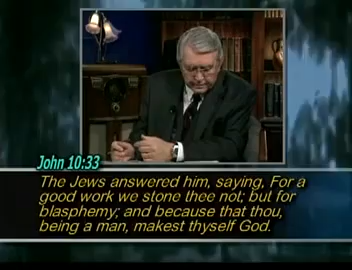 John 10:33
The Jews answered him, saying, For a
good work we stone thee not; but for
blasphemy; and because that thou,
being a man, makest thyself God.